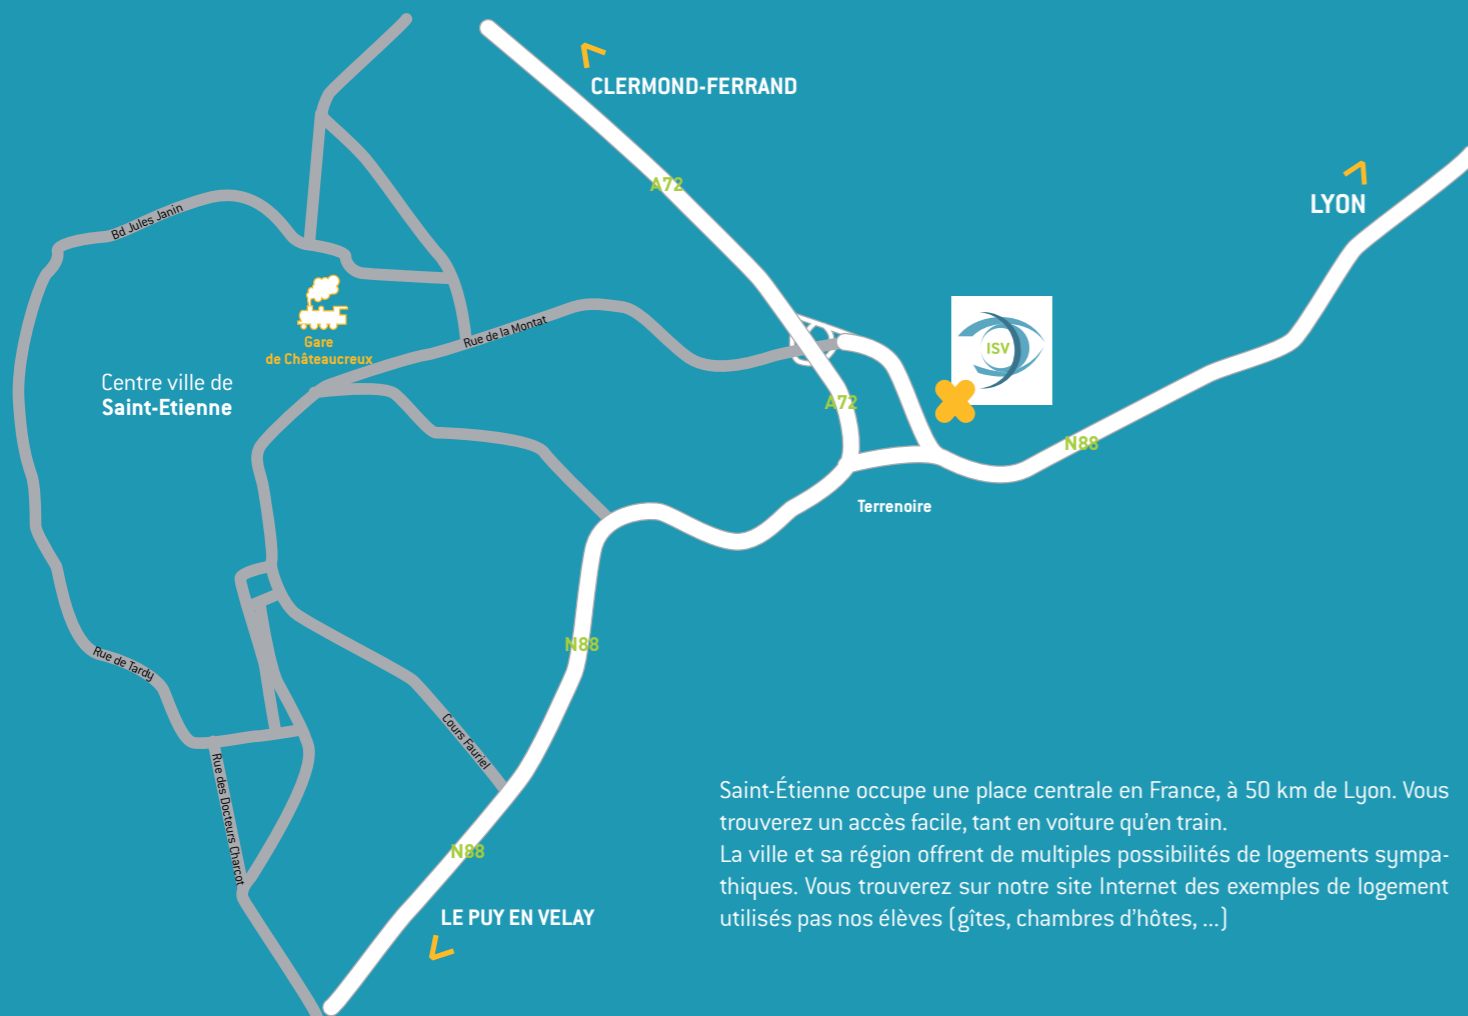 CLERMOND-FERRAND
A72
LYON
Bd Jules Janin
Gare
de Châteaucreux
Rue de la Montat
ISV
Centre ville de
Saint-Etienne
A72
N88
Terrenoire
N88
Rue de Tardy
Cours Fauriel
Rue des Docteurs Charcot
N88
LE PUY EN VELAY
Saint-Étienne occupe une place centrale en France, à 50 km de Lyon. Vous
trouverez un accès facile, tant en voiture qu'en train.
La ville et sa région offrent de multiples possibilités de logements sympa-
thiques. Vous trouverez sur notre site Internet des exemples de logement
utilisés pas nos élèves (gîtes, chambres d'hôtes, ...)